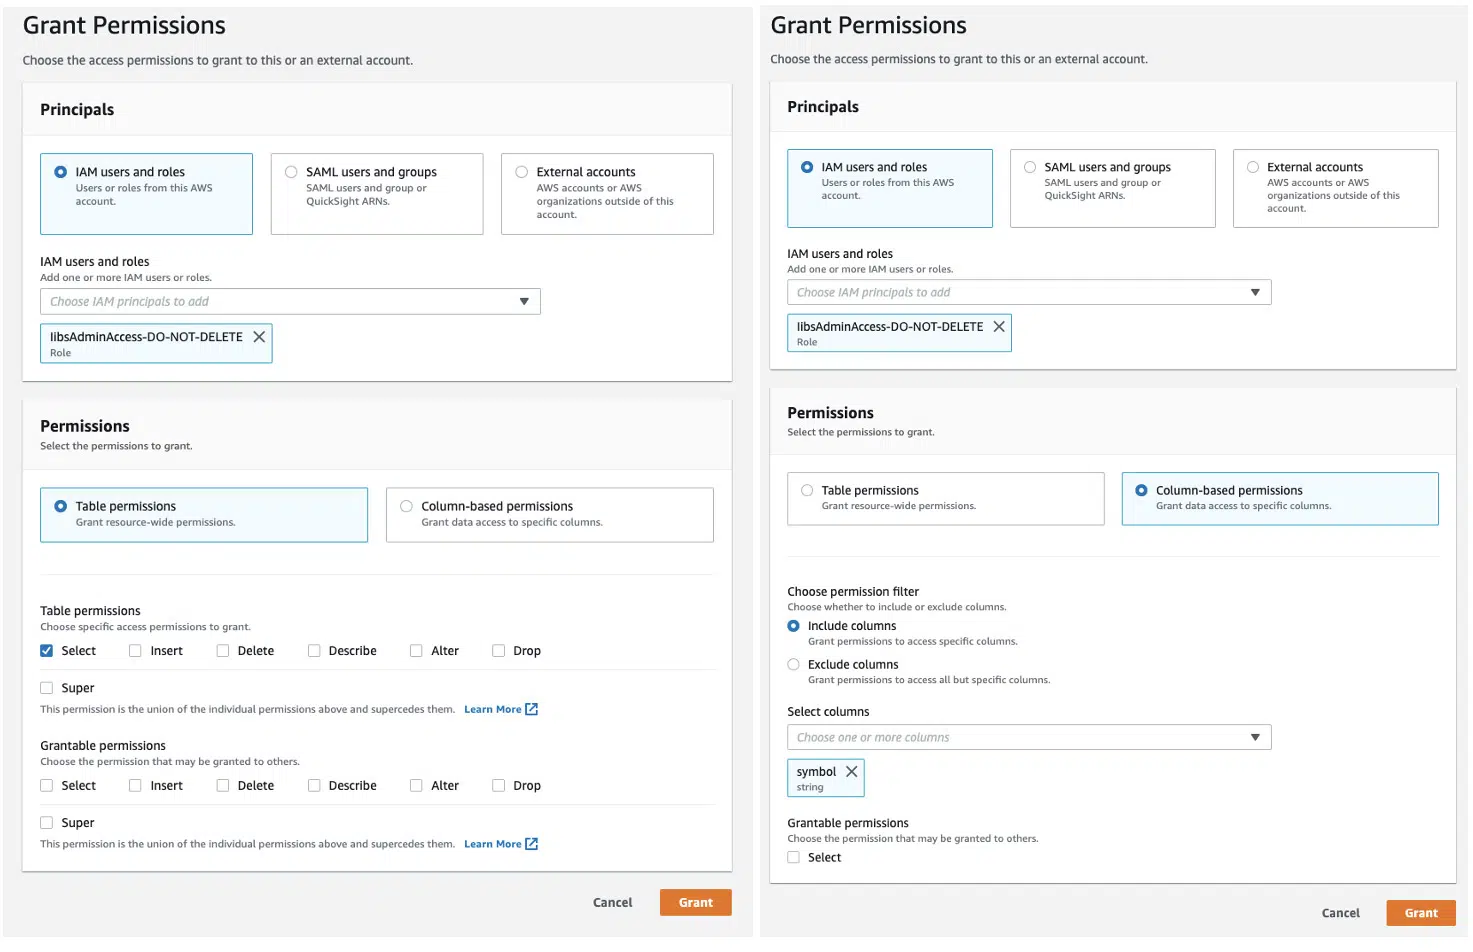 Grant Permissions
Choose the access permissions to grant to this or an external account.
Principals
IAM users and roles
Users or roles from this AWS
account.
SAML users and groups
SAML users and group or
QuickSight ARNs.
External accounts
AWS accounts or AWS
organizations outside of this
account.
IAM users and roles
Add one or more IAM users or roles.
Choose IAM principals to add
IibsAdminAccess-DO-NOT-DELETE
Role
Permissions
Select the permissions to grant.
Table permissions
Grant resource-wide permissions.
Column-based permissions
Grant data access to specific columns.
Table permissions
Choose specific access permissions to grant.
Select Insert Delete Describe Alter Drop
Super
This permission is the union of the individual permissions above and supercedes them. Learn More
Grantable permissions
Choose the permission that may be granted to others.
Select Insert Delete Describe Alter Drop
Super
This permission is the union of the individual permissions above and supercedes them. Learn More
Cancel Grant
Grant Permissions
Choose the access permissions to grant to this or an external account.
Principals
IAM users and roles
Users or roles from this AWS
account.
SAML users and groups
SAML users and group or
QuickSight ARNs.
External accounts
AWS accounts or AWS
organizations outside of this
account.
IAM users and roles
Add one or more IAM users or roles.
Choose IAM principals to add
IibsAdminAccess-DO-NOT-DELETE
Role
Permissions
Select the permissions to grant.
Table permissions
Grant resource-wide permissions.
Column-based permissions
Grant data access to specific columns.
Choose permission filter
Choose whether to include or exclude columns.
Include columns
Grant permissions to access specific columns.
Exclude columns
Grant permissions to access all but specific columns.
Select columns
Choose one or more columns
symbol
string
Grantable permissions
Choose the permission that may be granted to others.
Select
Cancel Grant